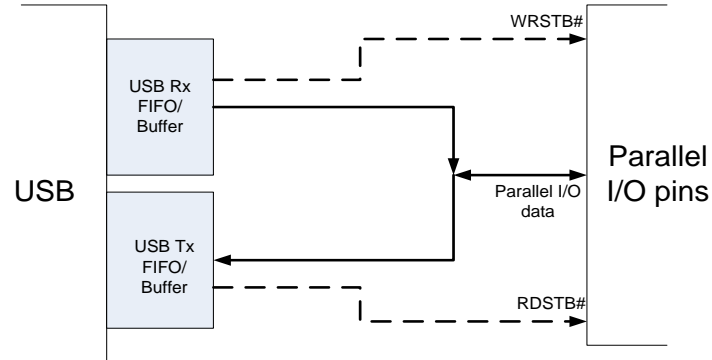 WRSTB#
USB Rx
FIFO/
Buffer
USB
Parallel
I/O pins
Parallel I/O
data
USB Tx
FIFO/
Buffer
RDSTB#